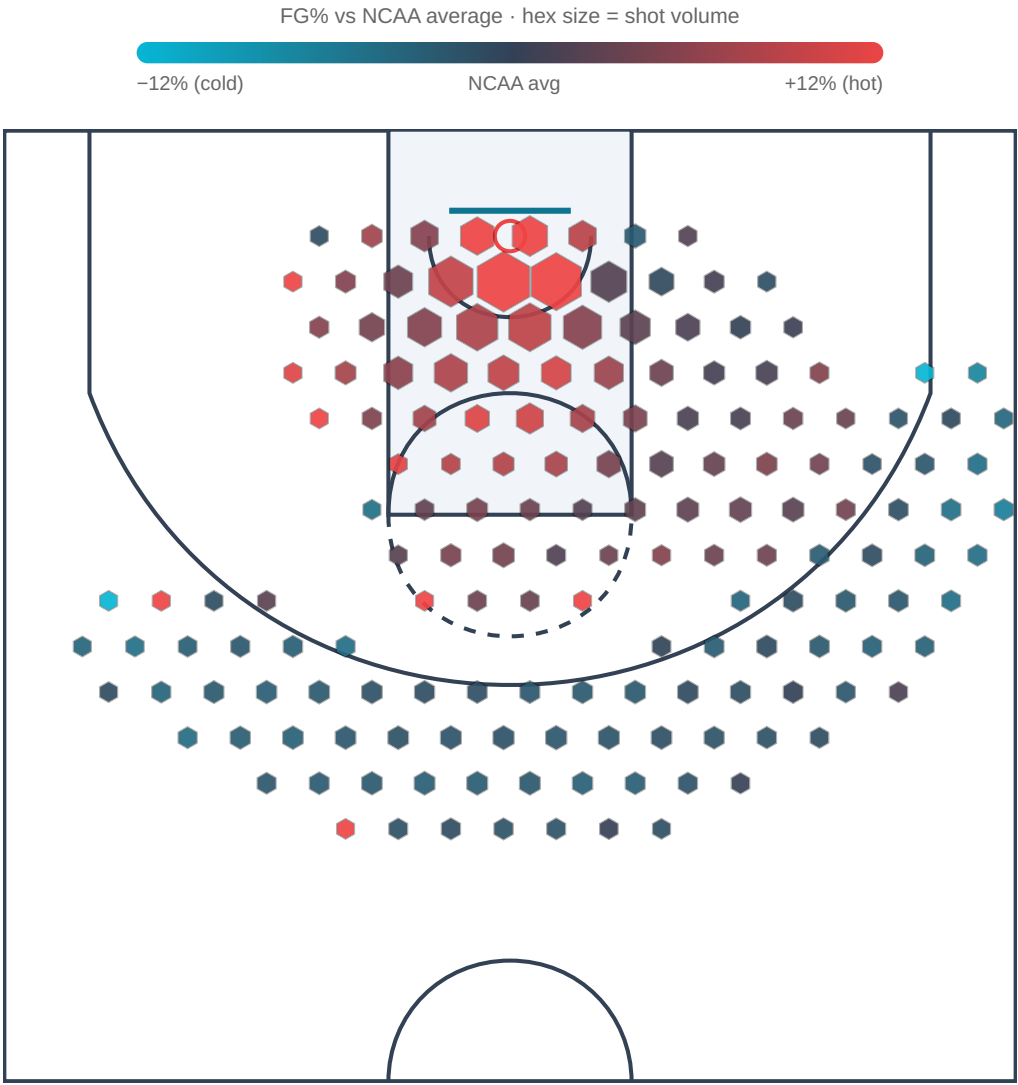 FG% vs NCAA average · hex size = shot volume
−12% (cold) NCAA avg +12% (hot)